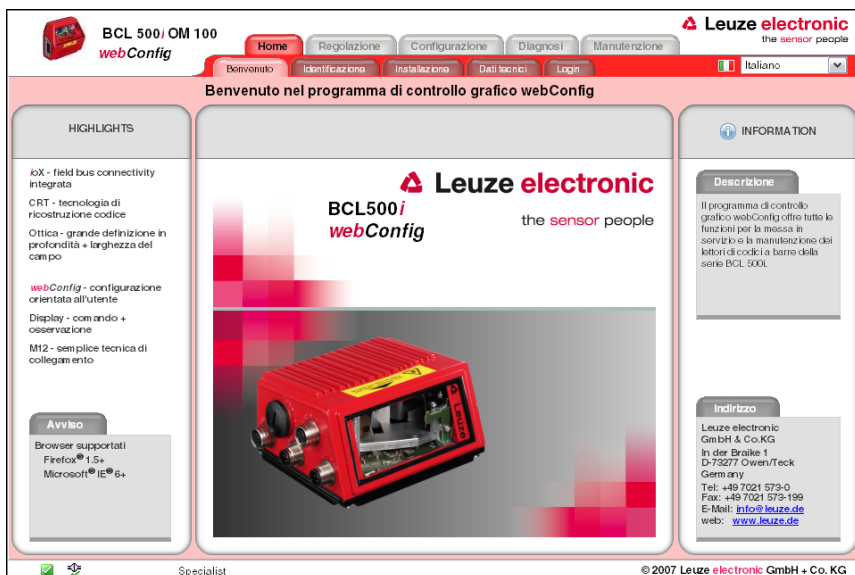 BCL 500i OM 100
webConfig
Home
Regolazione
Configurazione
Diagnosi
Manutenzione
Leuze electronic
the sensor people
Benvenuto
Identificazione
Installazione
Dati tecnici
Login
Italiano
Benvenuto nel programma di controllo grafico webConfig
HIGHLIGHTS
ioX - field bus connectivity
integrata
CRT - tecnologia di
ricostruzione codice
Ottica - grande definizione in
profondità + larghezza del
campo
webConfig - configurazione
orientata all'utente
Display - comando +
osservazione
M12 - semplice tecnica di
collegamento
Avviso
Browser supportati
Firefox® 1.5+
Microsoft® IE® 6+
Leuze electronic
the sensor people
BCL500i
webConfig
Leuze
INFORMATION
Descrizione
Il programma di controllo
grafico webConfig offre tutte le
funzioni per la messa in
servizio e la manutenzione dei
lettori di codici a barre della
serie BCL 500i.
Indirizzo
Leuze electronic
GmbH & Co.KG
In der Braike 1
D-73277 Owen/Teck
Germany
Tel: +49 7021 573-0
Fax: +49 7021 573-199
E-Mail: info@leuze.de
web: www.leuze.de
Specialist
© 2007 Leuze electronic GmbH + Co. KG